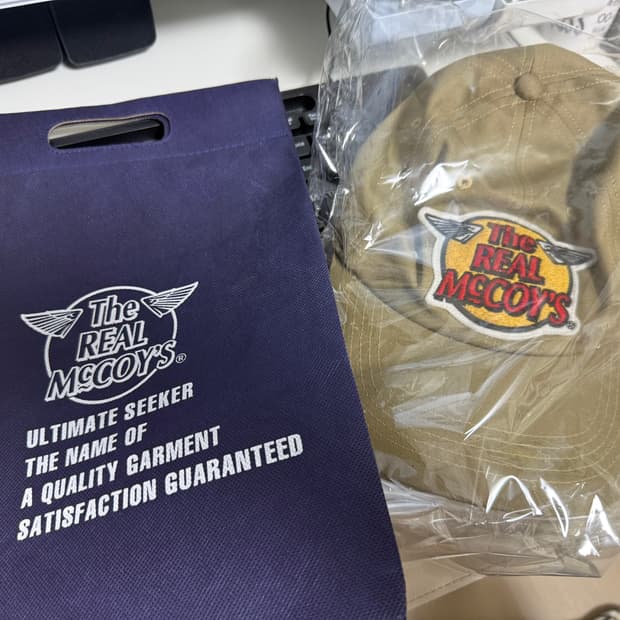 The
REAL
McCOY'S®
ULTIMATE SEEKER
THE NAME OF
A QUALITY GARMENT
SATISFACTION GUARANTEED
The
REAL
McCOY'S®